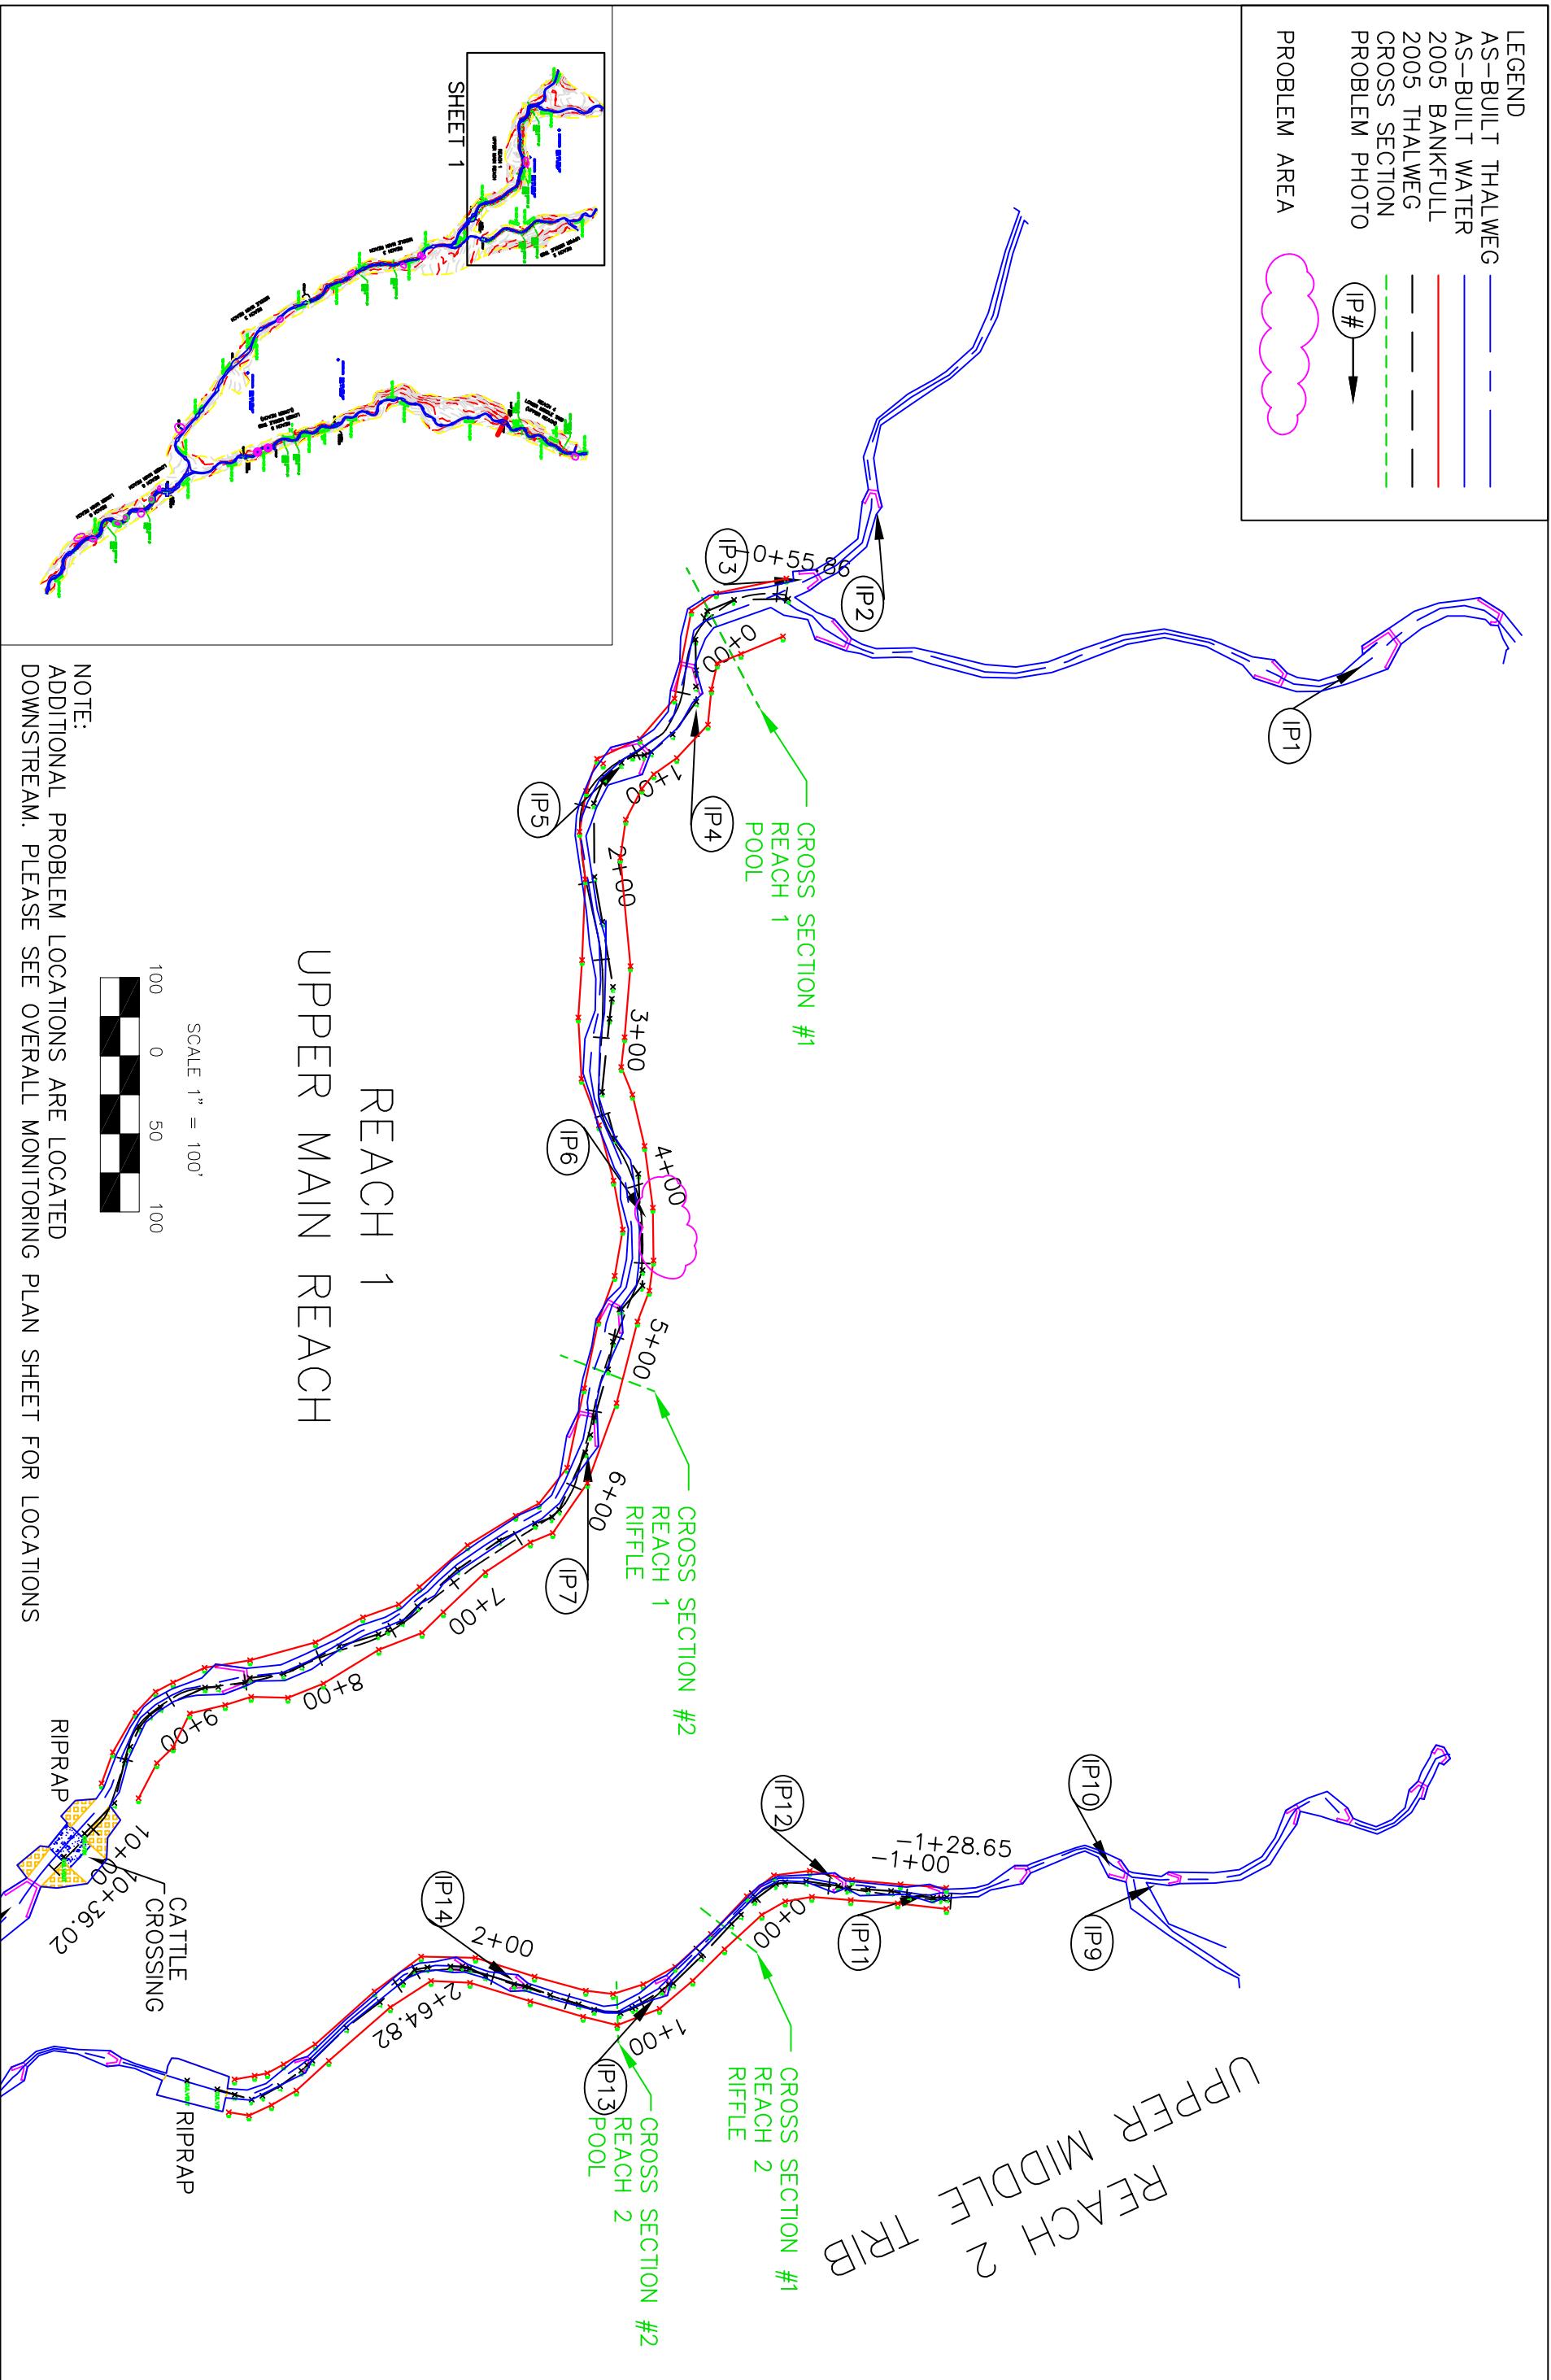 LEGEND
AS-BUILT THALWEG
AS-BUILT WATER
2005 BANKFULL
2005 THALWEG
CROSS SECTION
PROBLEM PHOTO
IP#
PROBLEM AREA
SHEET 1
IP1
IP2
IP3
-0+55.86
0+00
IP4
1+00
IP5
CROSS SECTION #1
REACH 1
POOL
2+00
3+00
IP6
4+00
5+00
CROSS SECTION #2
REACH 1
RIFFLE
6+00
IP7
7+00
8+00
9+00
10+00
10+36.02
RIPRAP
CATTLE
CROSSING
REACH 1
UPPER MAIN REACH
SCALE 1" = 100'
100 0 50 100
NOTE:
ADDITIONAL PROBLEM LOCATIONS ARE LOCATED
DOWNSTREAM. PLEASE SEE OVERALL MONITORING PLAN SHEET FOR LOCATIONS
IP9
IP10
-1+28.65
-1+00
IP11
IP12
0+00
CROSS SECTION #1
REACH 2
RIFFLE
1+00
IP13
CROSS SECTION #2
REACH 2
POOL
IP14
2+00
2+64.82
RIPRAP
REACH 2
UPPER MIDDLE TRIB